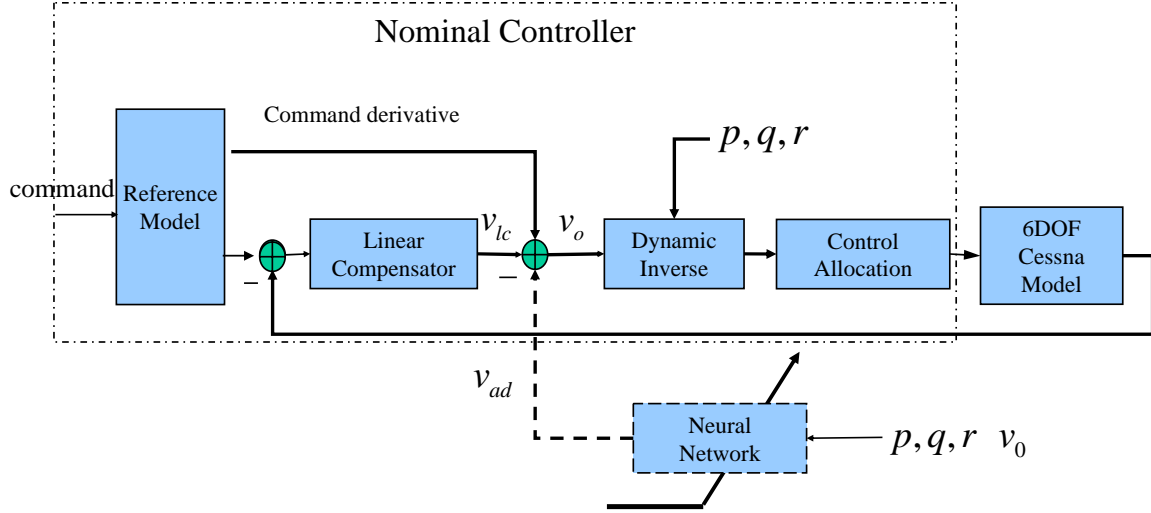 Nominal Controller
Command derivative
p, q, r
command
Reference
Model
v_lc
v_o
Linear
Compensator
Dynamic
Inverse
Control
Allocation
6DOF
Cessna
Model
−
−
v_ad
Neural
Network
p, q, r v_0